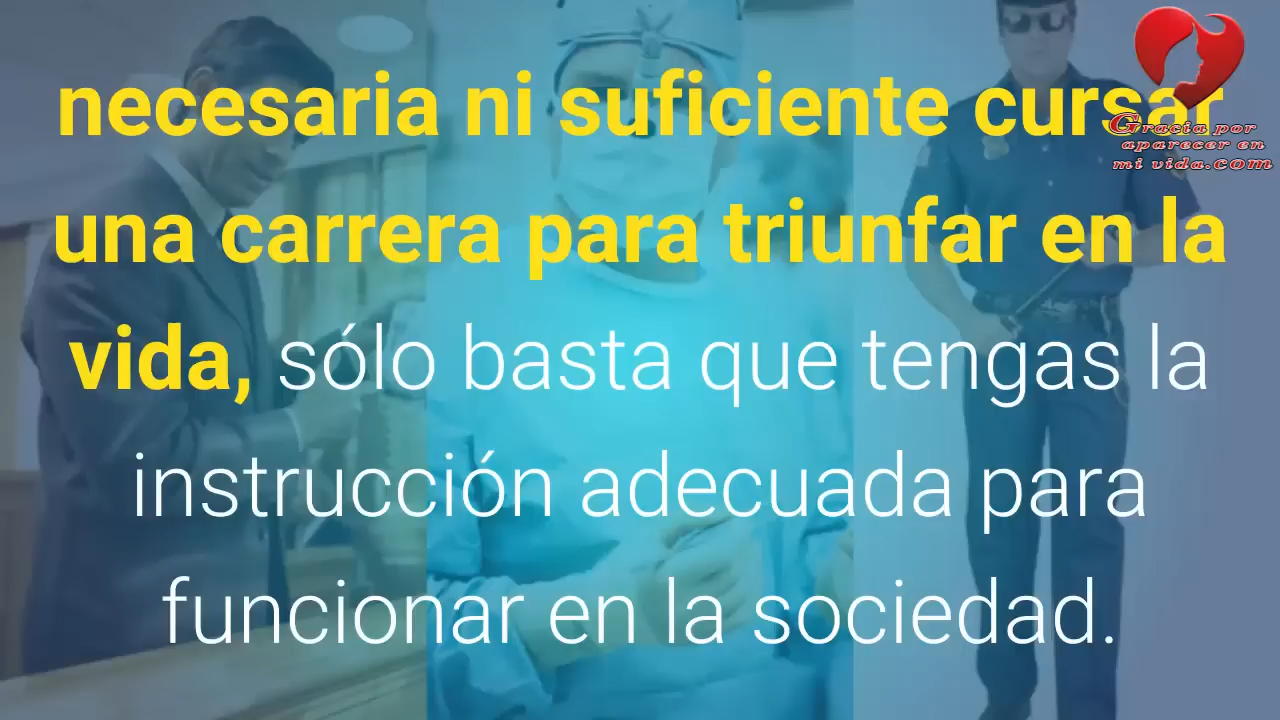 necesaria ni suficiente cursar
una carrera para triunfar en la
vida, sólo basta que tengas la
instrucción adecuada para
funcionar en la sociedad.
Gracia por
aparecer en
mi vida.com